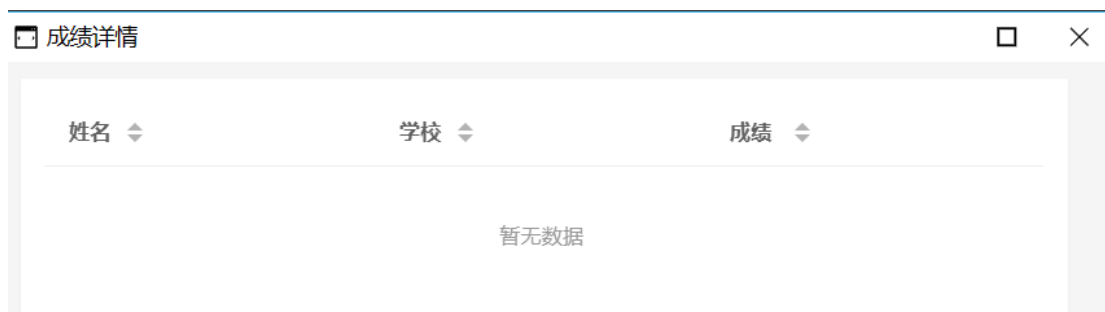 成绩详情
姓名 学校 成绩
暂无数据